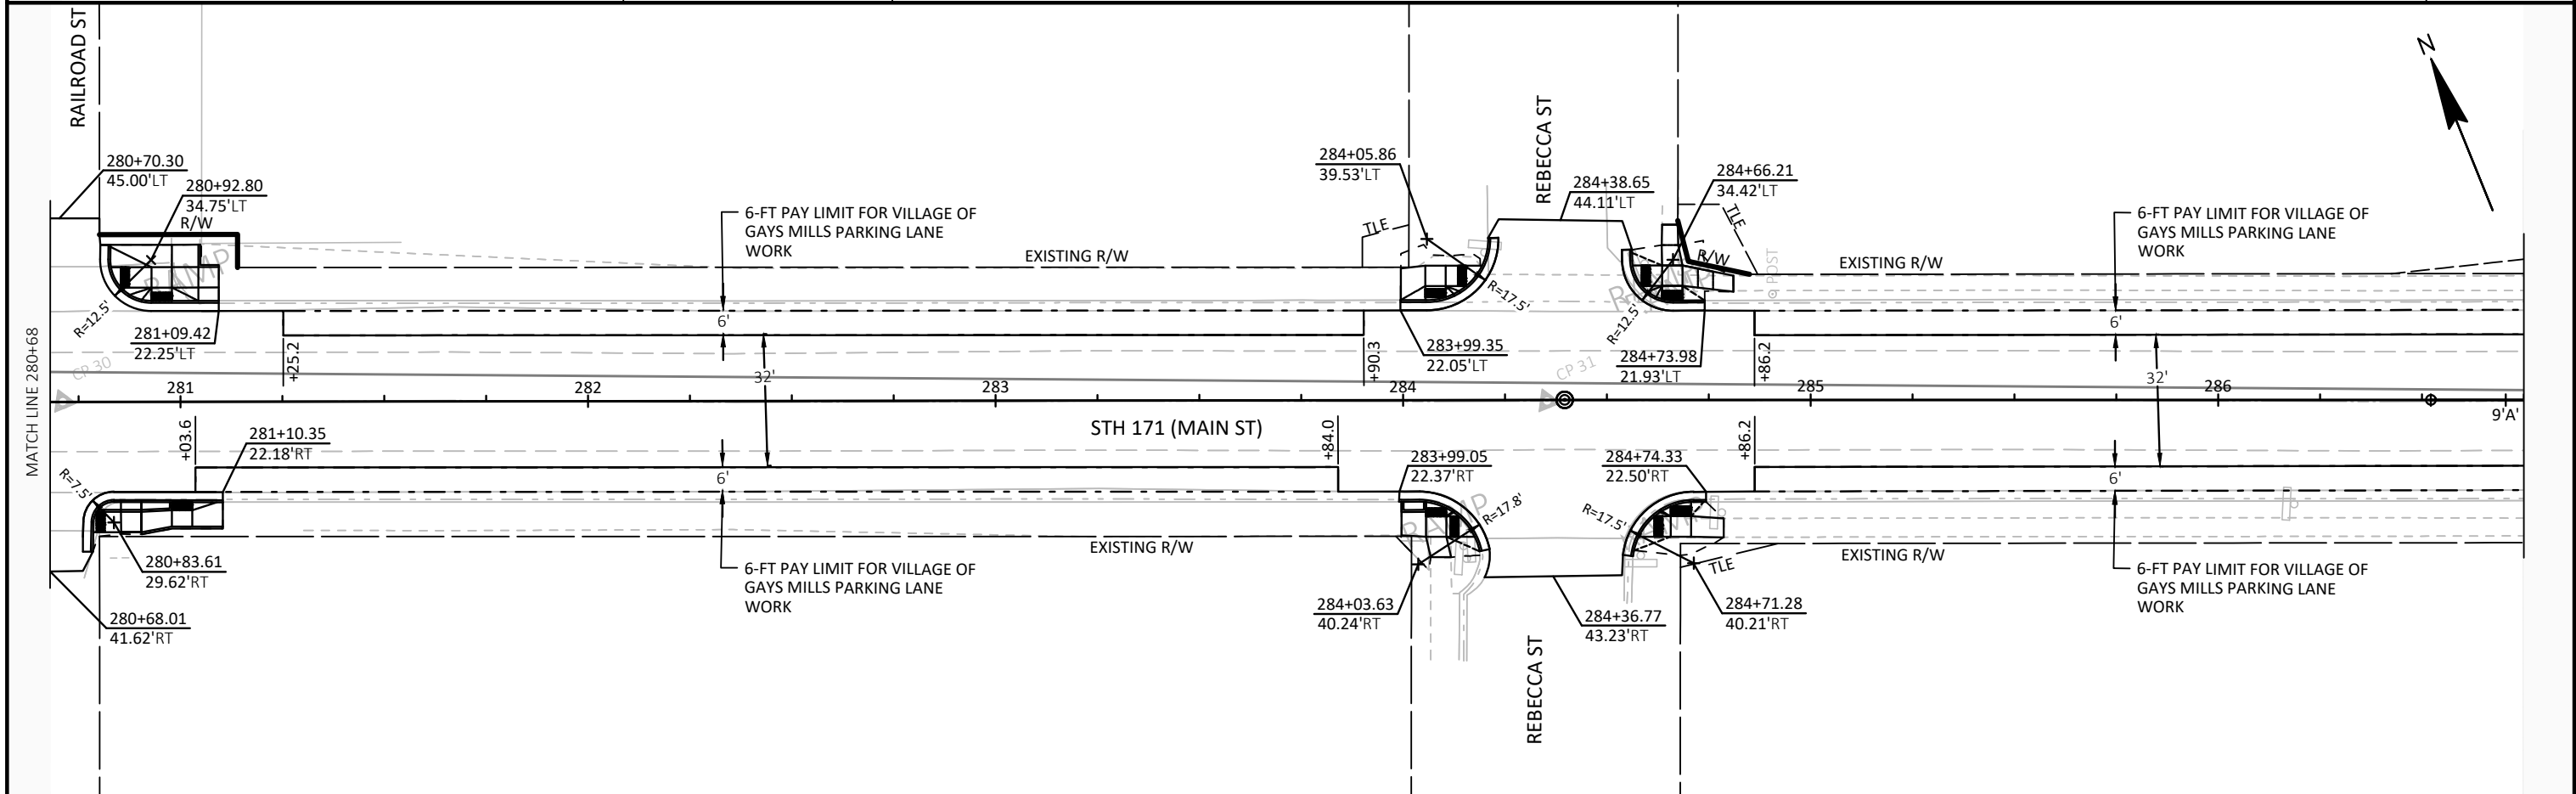 RAILROAD ST
REBECCA ST
N
280+70.30
45.00'LT
280+92.80
34.75'LT
R/W
RAMP
R=12.5'
281+09.42
22.25'LT
+25.2
6-FT PAY LIMIT FOR VILLAGE OF
GAYS MILLS PARKING LANE
WORK
6'
32'
EXISTING R/W
TLE
284+05.86
39.53'LT
R=17.5'
283+99.35
22.05'LT
+90.3
284+38.65
44.11'LT
284+66.21
34.42'LT
TLE
R/W
POST
R=12.5'
284+73.98
21.93'LT
+86.2
EXISTING R/W
6-FT PAY LIMIT FOR VILLAGE OF
GAYS MILLS PARKING LANE
WORK
6'
32'
MATCH LINE 280+68
CP 30
CP 31
281
282
283
284
285
286
9'A'
STH 171 (MAIN ST)
+03.6
281+10.35
22.18'RT
R=7.5'
280+83.61
29.62'RT
280+68.01
41.62'RT
6'
6-FT PAY LIMIT FOR VILLAGE OF
GAYS MILLS PARKING LANE
WORK
EXISTING R/W
+84.0
283+99.05
22.37'RT
RAMP
R=17.8'
284+03.63
40.24'RT
284+74.33
22.50'RT
R=17.5'
+86.2
TLE
284+36.77
43.23'RT
284+71.28
40.21'RT
EXISTING R/W
6'
6-FT PAY LIMIT FOR VILLAGE OF
GAYS MILLS PARKING LANE
WORK
REBECCA ST